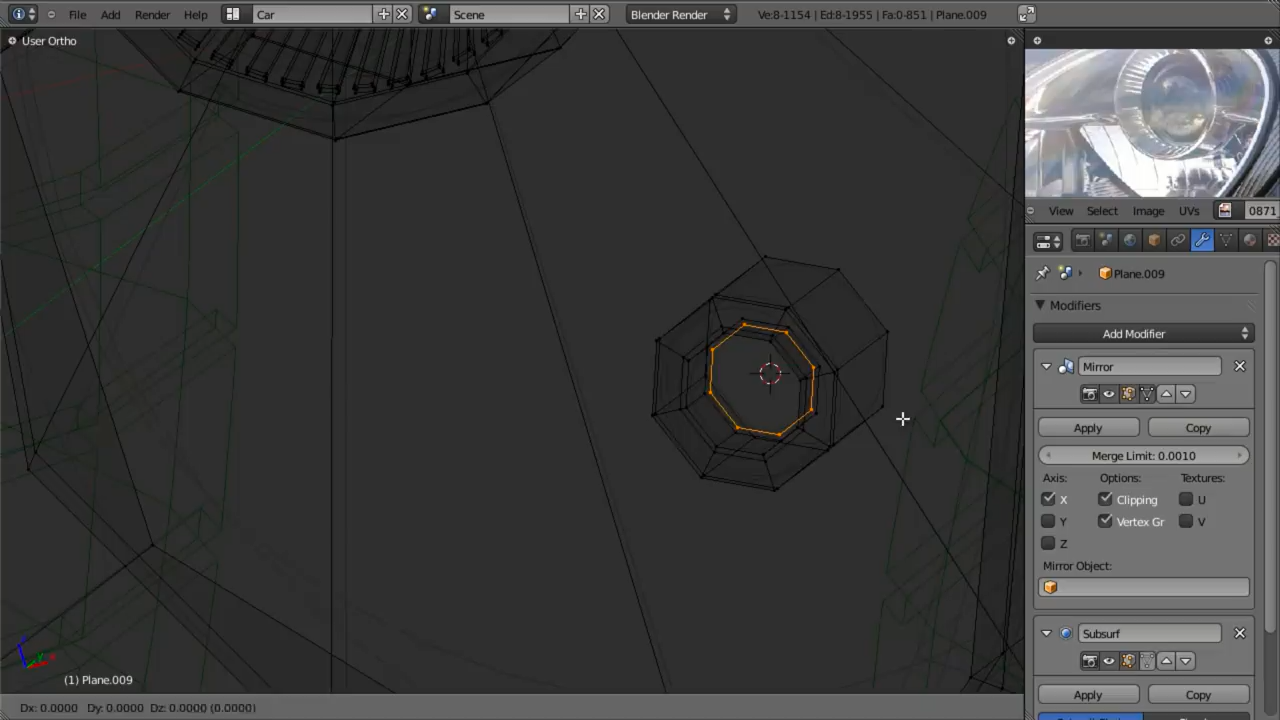 File Add Render Help Car Scene Blender Render Ve:8-1154 | Ed:8-1955 | Fa:0-851 | Plane.009
User Ortho
View Select Image UVs 0871
Plane.009
Modifiers
Add Modifier
Mirror
Apply Copy
Merge Limit: 0.0010
Axis: Options: Textures:
X Clipping U
Y Vertex Gr V
Z
Mirror Object:
Subsurf
(1) Plane.009
Apply Copy
Dx: 0.0000 Dy: 0.0000 Dz: 0.0000 (0.0000)